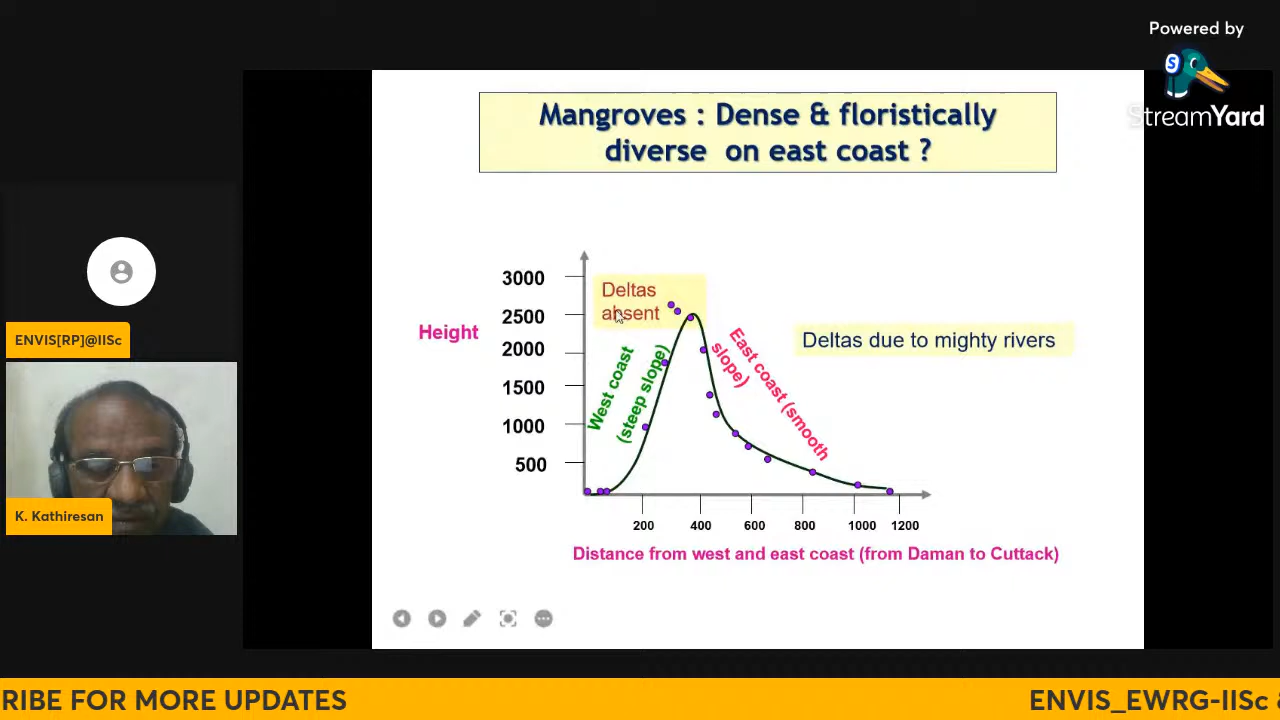 Powered by
StreamYard
Mangroves : Dense & floristically
diverse on east coast ?
3000
2500
2000
1500
1000
500
Height
Deltas
absent
West coast
(steep slope)
East coast (smooth
slope)
Deltas due to mighty rivers
200
400
600
800
1000
1200
Distance from west and east coast (from Daman to Cuttack)
ENVIS[RP]@IISc
K. Kathiresan
RIBE FOR MORE UPDATES
ENVIS_EWRG-IISc